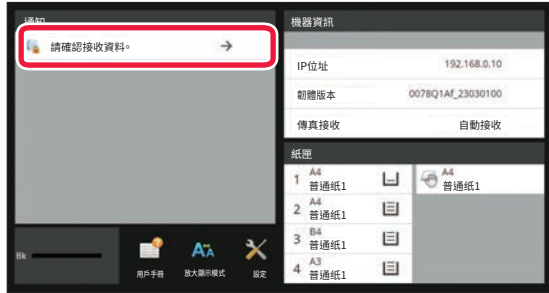 通知
請確認接收資料。
Bk
用戶手冊
放大顯示模式
設定
機器資訊
IP位址 192.168.0.10
韌體版本 0078Q1Af_23030100
傳真接收 自動接收
紙匣
1 A4 普通紙1
A4 普通紙1
2 A4 普通紙1
3 B4 普通紙1
4 A3 普通紙1